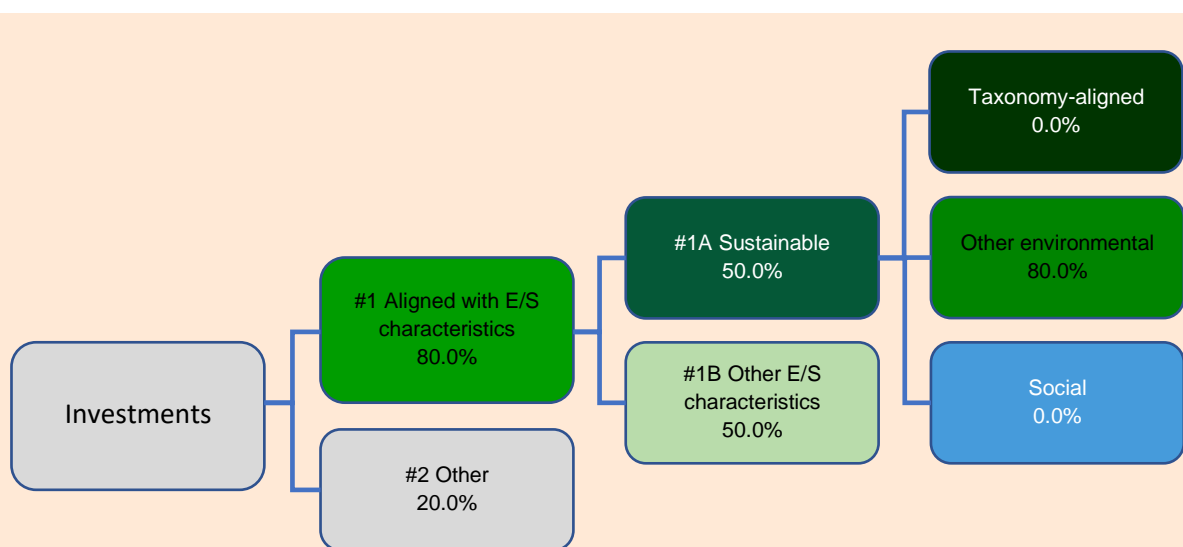 Investments
#1 Aligned with E/S
characteristics
80.0%
#2 Other
20.0%
#1A Sustainable
50.0%
#1B Other E/S
characteristics
50.0%
Taxonomy-aligned
0.0%
Other environmental
80.0%
Social
0.0%